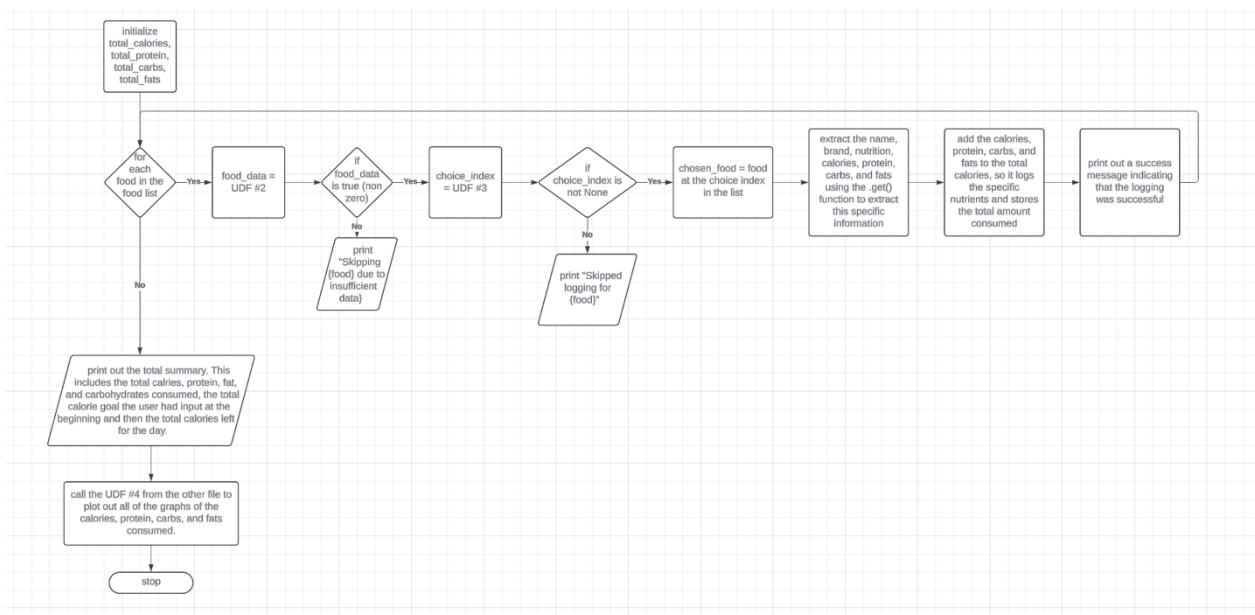 initialize
total_calories,
total_protein,
total_carbs,
total_fats
for
each
food in the
food list
Yes
food_data =
UDF #2
if
food_data
is true (non
zero)
Yes
choice_index
= UDF #3
if
choice_index is
not None
Yes
chosen_food = food
at the choice index
in the list
extract the name,
brand, nutrition,
calories, protein,
carbs, and fats
using the .get()
function to extract
this specific
information
add the calories,
protein, carbs, and
fats to the total
calories, so it logs
the specific
nutrients and stores
the total amount
consumed
print out a success
message indicating
that the logging
was successful
No
print
"Skipping
{food} due to
insufficient
data}
No
print "Skipped
logging for
{food}"
No
print out the total summary. This
includes the total calries, protein, fat,
and carbohydrates consumed, the total
calorie goal the user had input at the
beginning and then the total calories left
for the day.
call the UDF #4 from the other file to
plot out all of the graphs of the
calories, protein, carbs, and fats
consumed.
stop